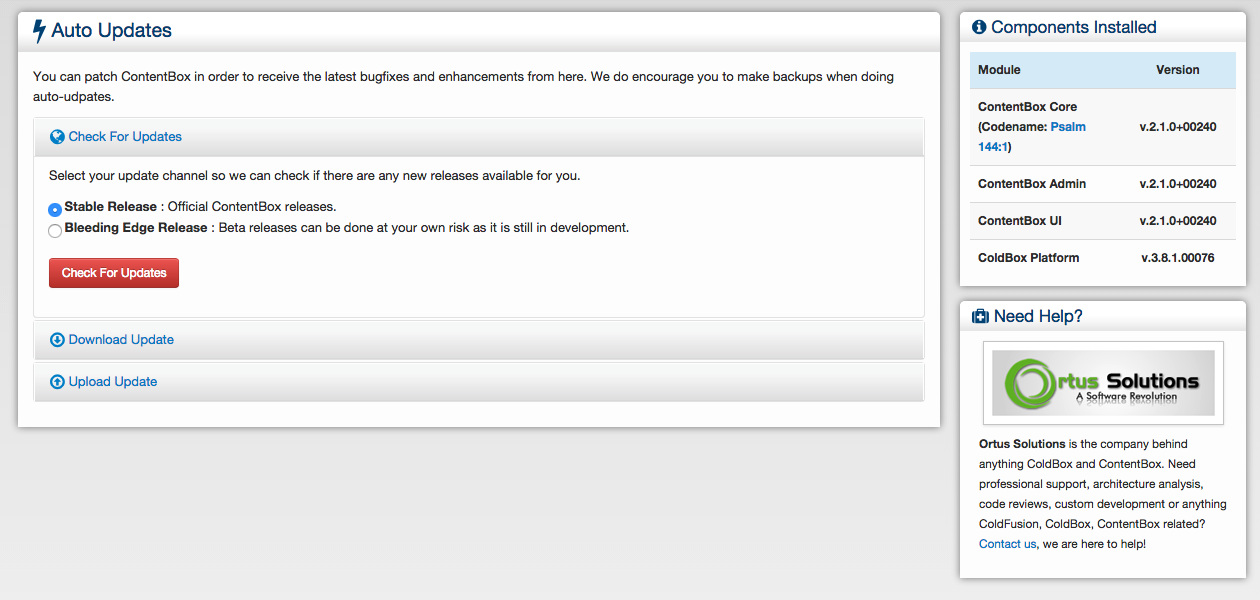 Auto Updates
You can patch ContentBox in order to receive the latest bugfixes and enhancements from here. We do encourage you to make backups when doing
auto-udpates.
Check For Updates
Select your update channel so we can check if there are any new releases available for you.
Stable Release : Official ContentBox releases.
Bleeding Edge Release : Beta releases can be done at your own risk as it is still in development.
Check For Updates
Download Update
Upload Update
Components Installed
Module Version
ContentBox Core
(Codename: Psalm v.2.1.0+00240
144:1)
ContentBox Admin v.2.1.0+00240
ContentBox UI v.2.1.0+00240
ColdBox Platform v.3.8.1.00076
Need Help?
Ortus Solutions
A Software Revolution
Ortus Solutions is the company behind
anything ColdBox and ContentBox. Need
professional support, architecture analysis,
code reviews, custom development or anything
ColdFusion, ColdBox, ContentBox related?
Contact us, we are here to help!